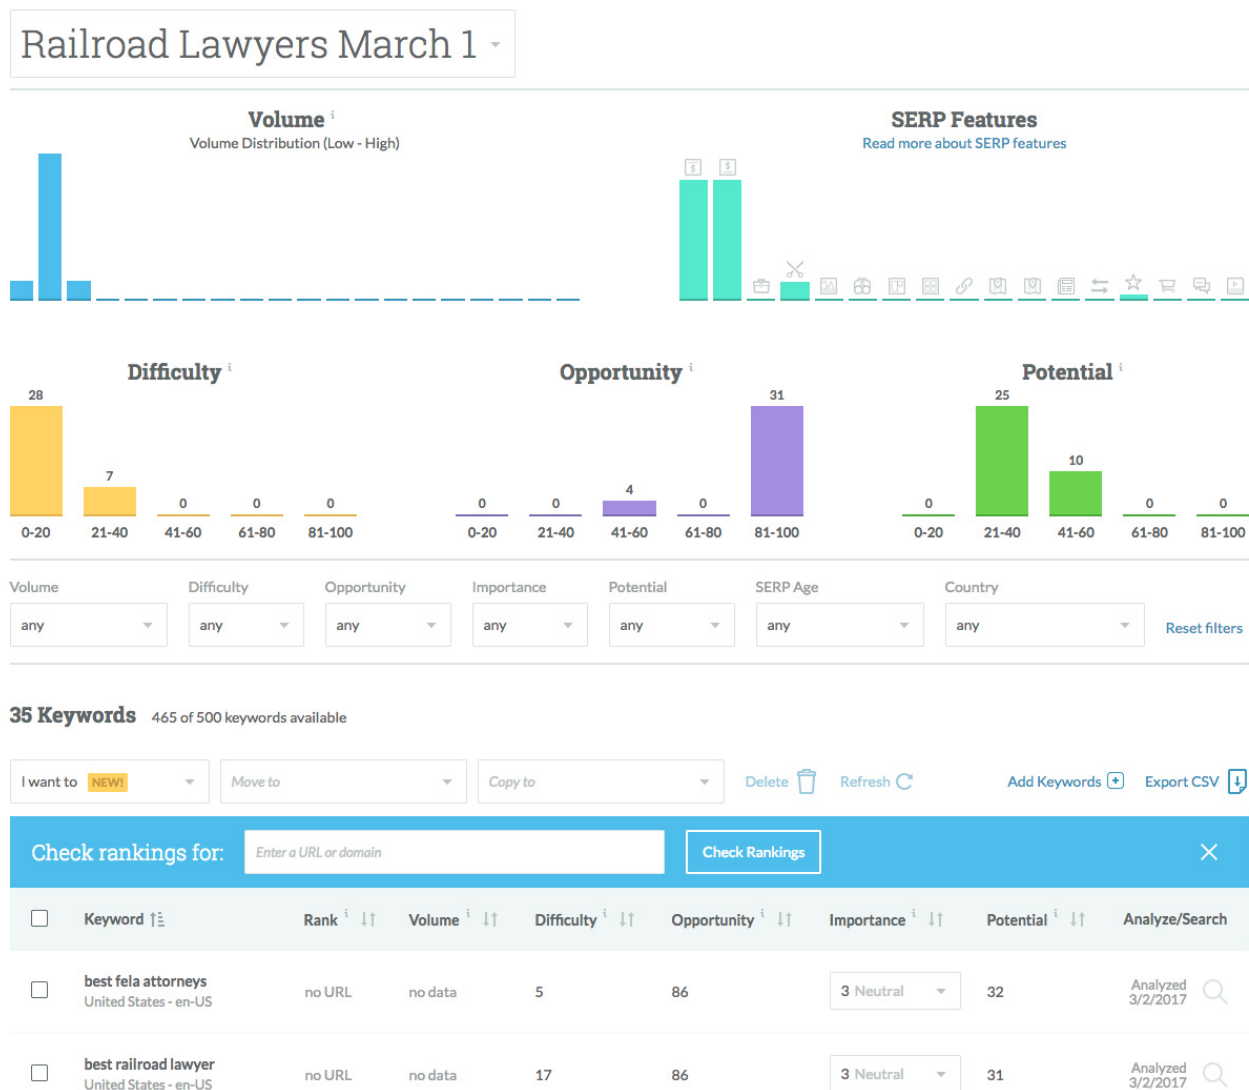 Railroad Lawyers March 1
Volume i
Volume Distribution (Low - High)
SERP Features
Read more about SERP features
$ $
Difficulty i
28
7
0
0
0
0-20 21-40 41-60 61-80 81-100
Opportunity i
0
0
4
0
31
0-20 21-40 41-60 61-80 81-100
Potential i
0
25
10
0
0
0-20 21-40 41-60 61-80 81-100
Volume Difficulty Opportunity Importance Potential SERP Age Country
any any any any any any any Reset filters
35 Keywords 465 of 500 keywords available
I want to NEW! Move to Copy to Delete Refresh Add Keywords Export CSV
Check rankings for: Enter a URL or domain Check Rankings
Keyword Rank i Volume i Difficulty i Opportunity i Importance i Potential i Analyze/Search
best fela attorneys
United States - en-US
no URL no data 5 86 3 Neutral 32
Analyzed
3/2/2017
best railroad lawyer
United States - en-US
no URL no data 17 86 3 Neutral 31
Analyzed
3/2/2017